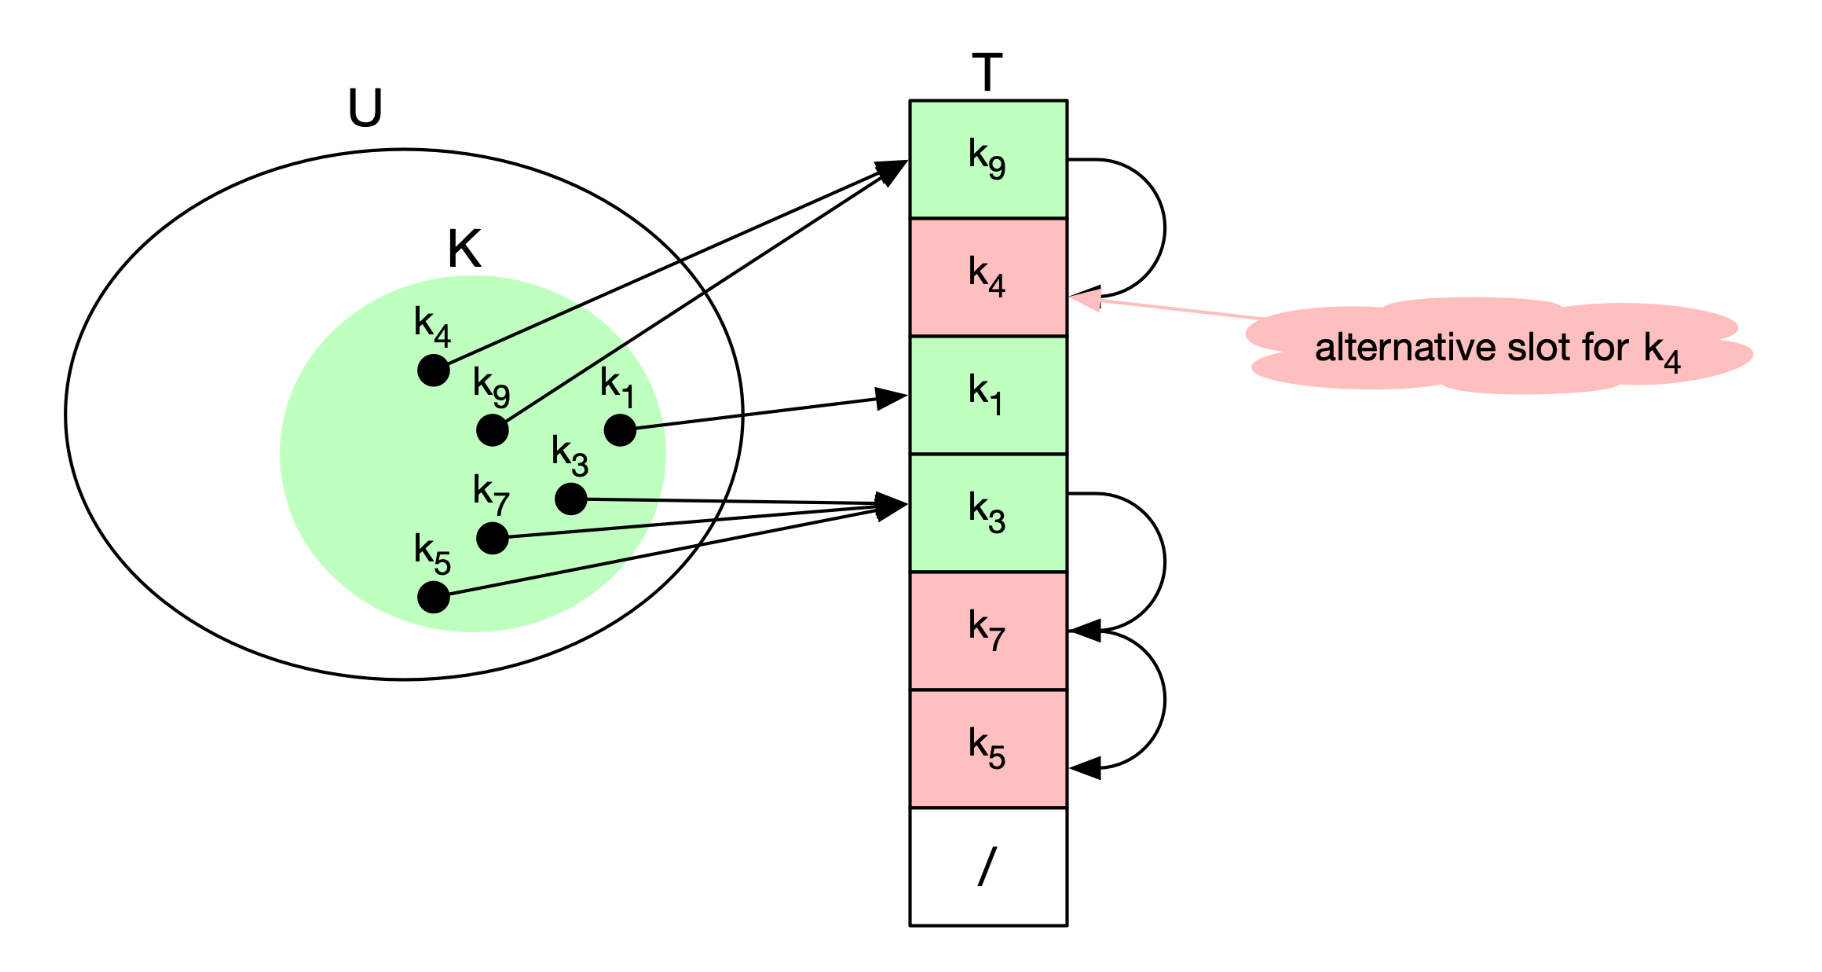 U
T
K
k₄
k₉
k₁
k₃
k₇
k₅
k₉
k₄
k₁
k₃
k₇
k₅
/
alternative slot for k₄